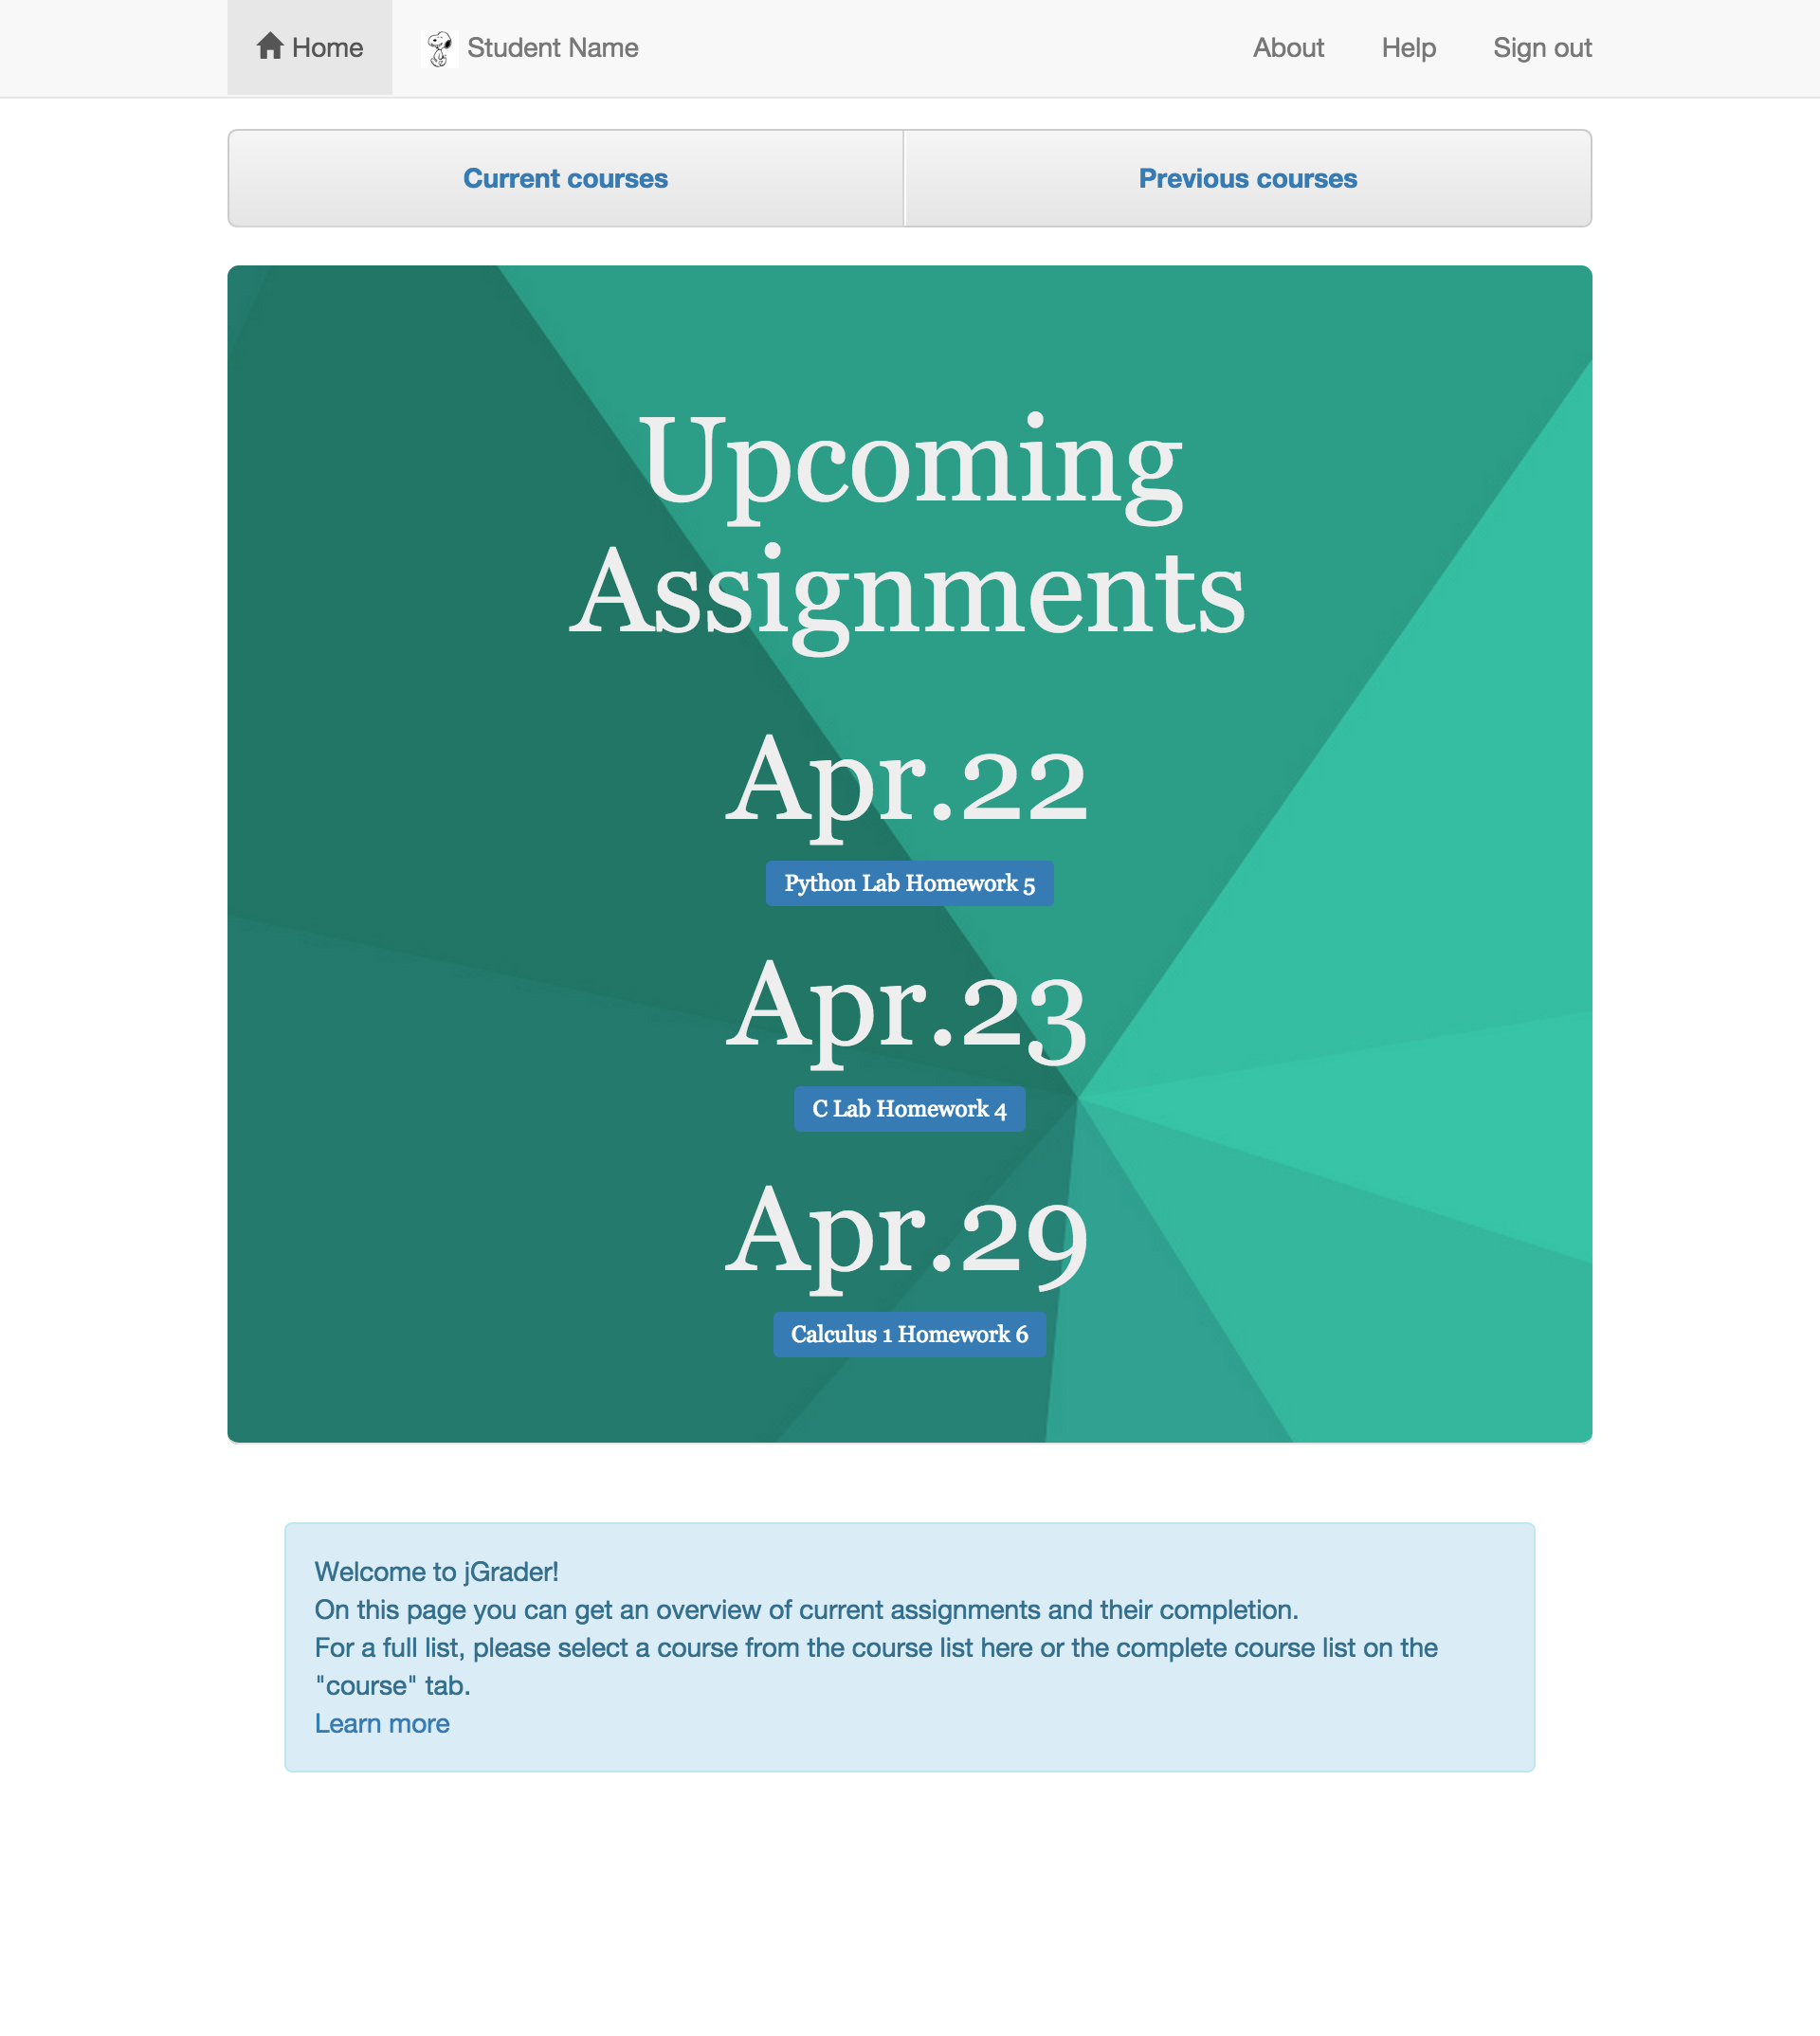 Home Student Name About Help Sign out
Current courses Previous courses
Upcoming
Assignments
Apr.22
Python Lab Homework 5
Apr.23
C Lab Homework 4
Apr.29
Calculus 1 Homework 6
Welcome to jGrader!
On this page you can get an overview of current assignments and their completion.
For a full list, please select a course from the course list here or the complete course list on the
"course" tab.
Learn more